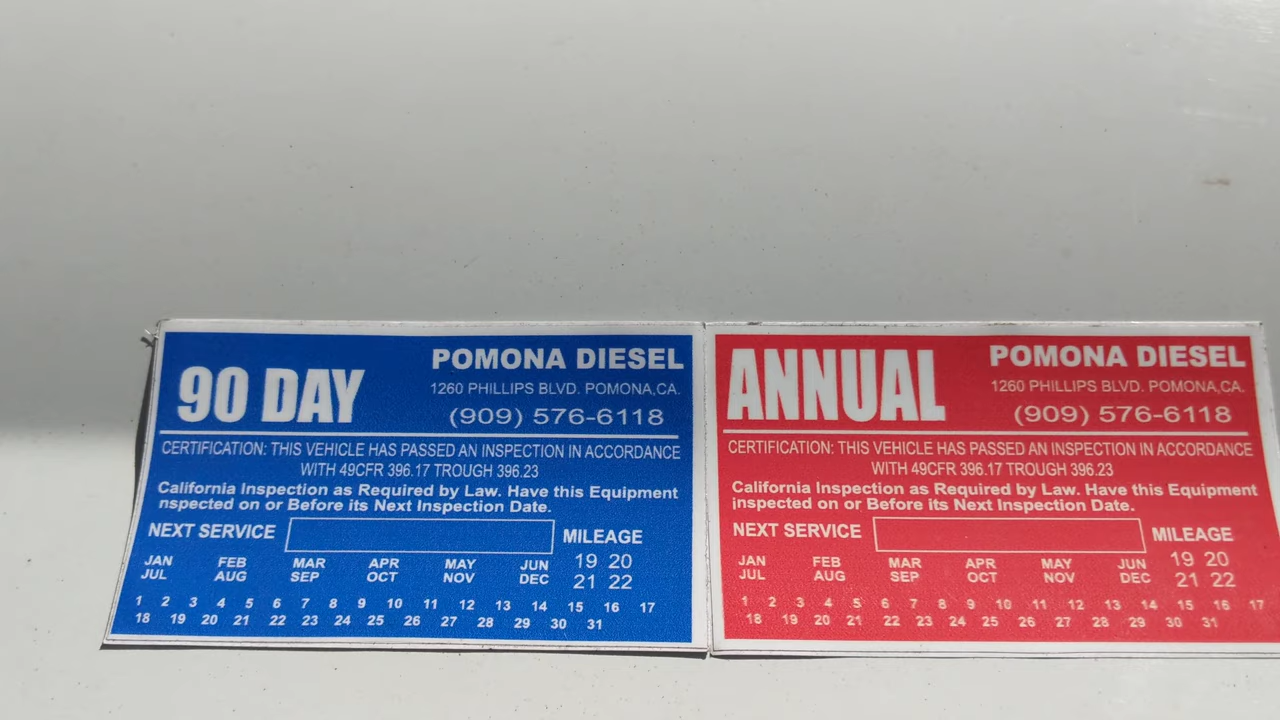 90 DAY
POMONA DIESEL
1260 PHILLIPS BLVD. POMONA,CA.
(909) 576-6118
CERTIFICATION: THIS VEHICLE HAS PASSED AN INSPECTION IN ACCORDANCE
WITH 49CFR 396.17 TROUGH 396.23
California Inspection as Required by Law. Have this Equipment
nspected on or Before its Next Inspection Date.
NEXT SERVICE
MILEAGE
19 20
21 22
JAN FEB MAR APR MAY JUN
JUL AUG SEP OCT NOV DEC
1 2 3 4 5 6 7 8 9 10 11 12 13 14 15 16 17
18 19 20 21 22 23 24 25 26 27 28 29 30 31
ANNUAL
POMONA DIESEL
1260 PHILLIPS BLVD. POMONA,CA.
(909) 576-6118
CERTIFICATION: THIS VEHICLE HAS PASSED AN INSPECTION IN ACCORDANCE
WITH 49CFR 396.17 TROUGH 396.23
California Inspection as Required by Law. Have this Equipment
inspected on or Before its Next Inspection Date.
NEXT SERVICE
MILEAGE
19 20
21 22
JAN FEB MAR APR MAY JUN
JUL AUG SEP OCT NOV DEC
1 2 3 4 5 6 7 8 9 10 11 12 13 14 15 16 17
18 19 20 21 22 23 24 25 26 27 28 29 30 31